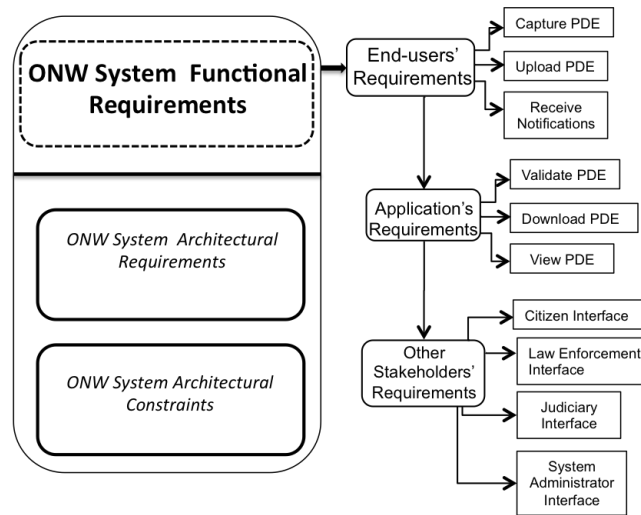 ONW System Functional
Requirements
ONW System Architectural
Requirements
ONW System Architectural
Constraints
End-users'
Requirements
Capture PDE
Upload PDE
Receive
Notifications
Application's
Requirements
Validate PDE
Download PDE
View PDE
Other
Stakeholders'
Requirements
Citizen Interface
Law Enforcement
Interface
Judiciary
Interface
System
Administrator
Interface